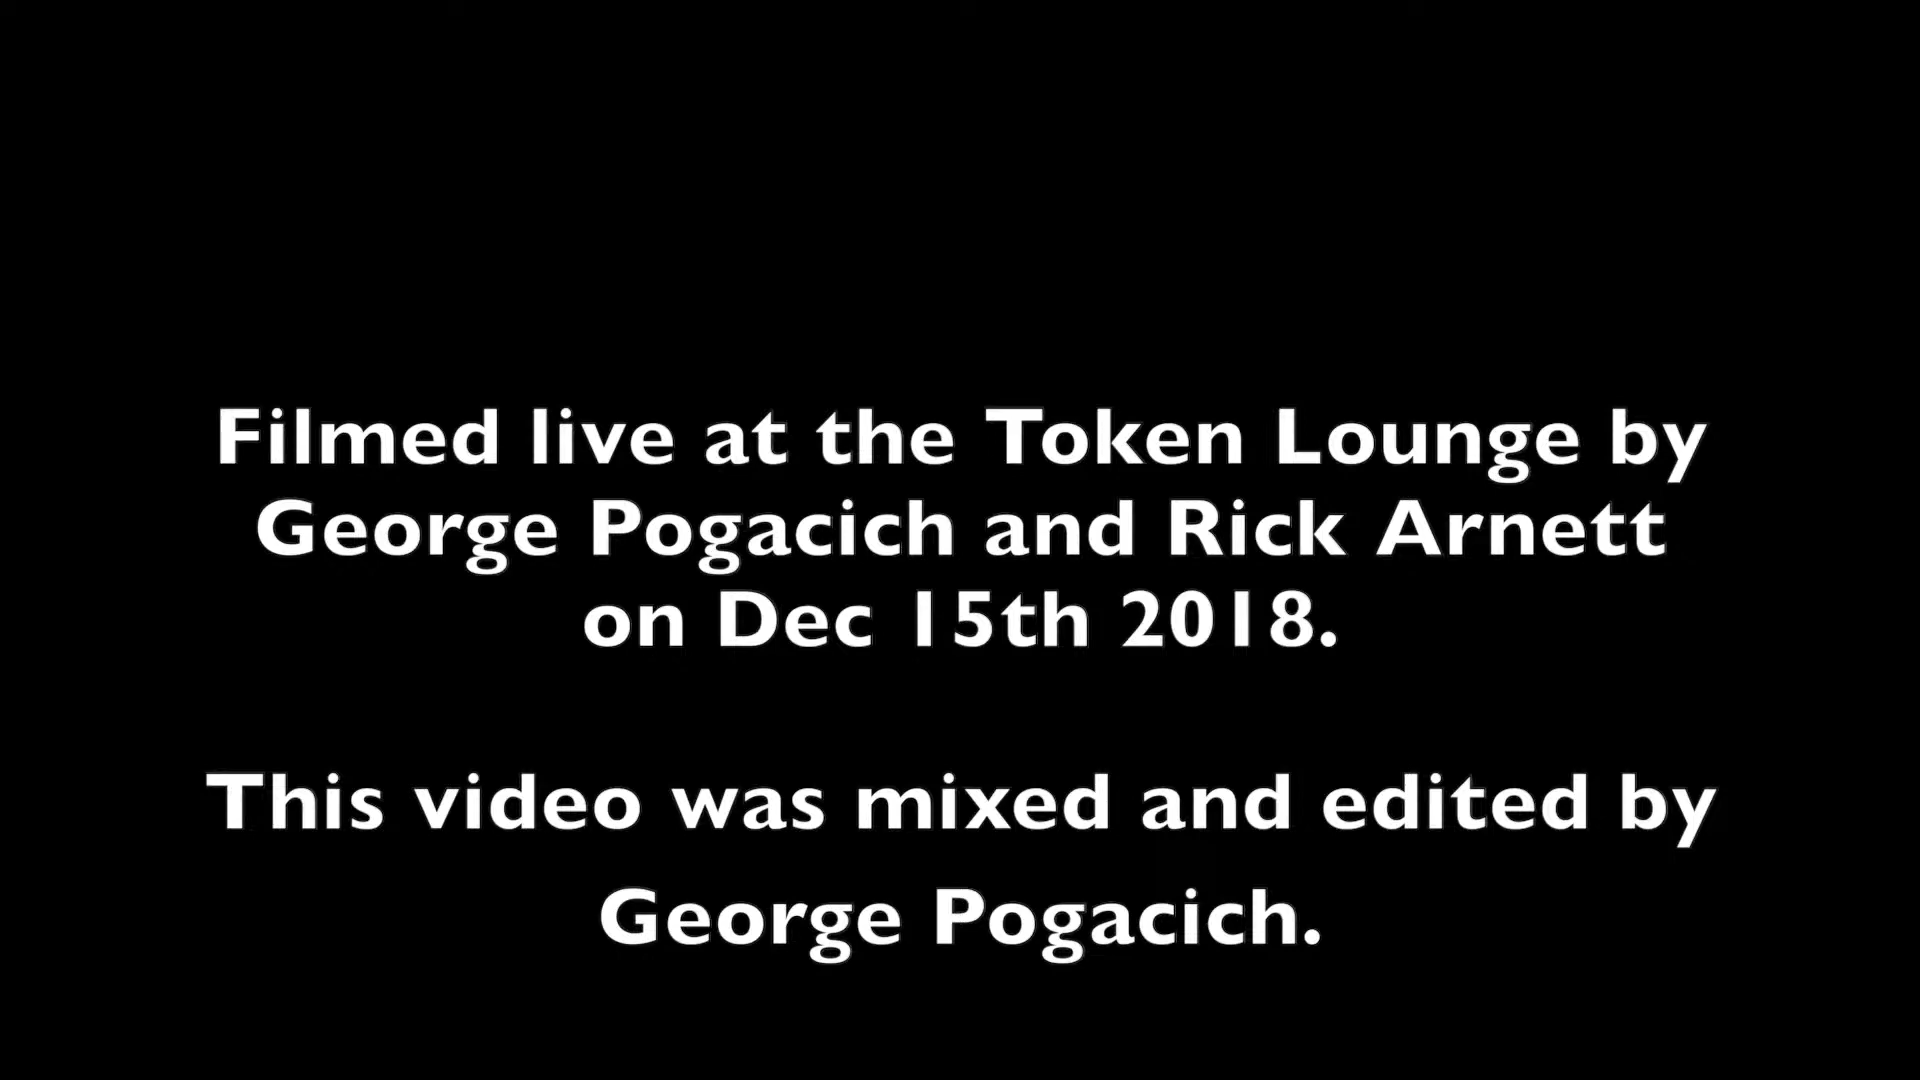 Filmed live at the Token Lounge by
George Pogacich and Rick Arnett
on Dec 15th 2018.
This video was mixed and edited by
George Pogacich.